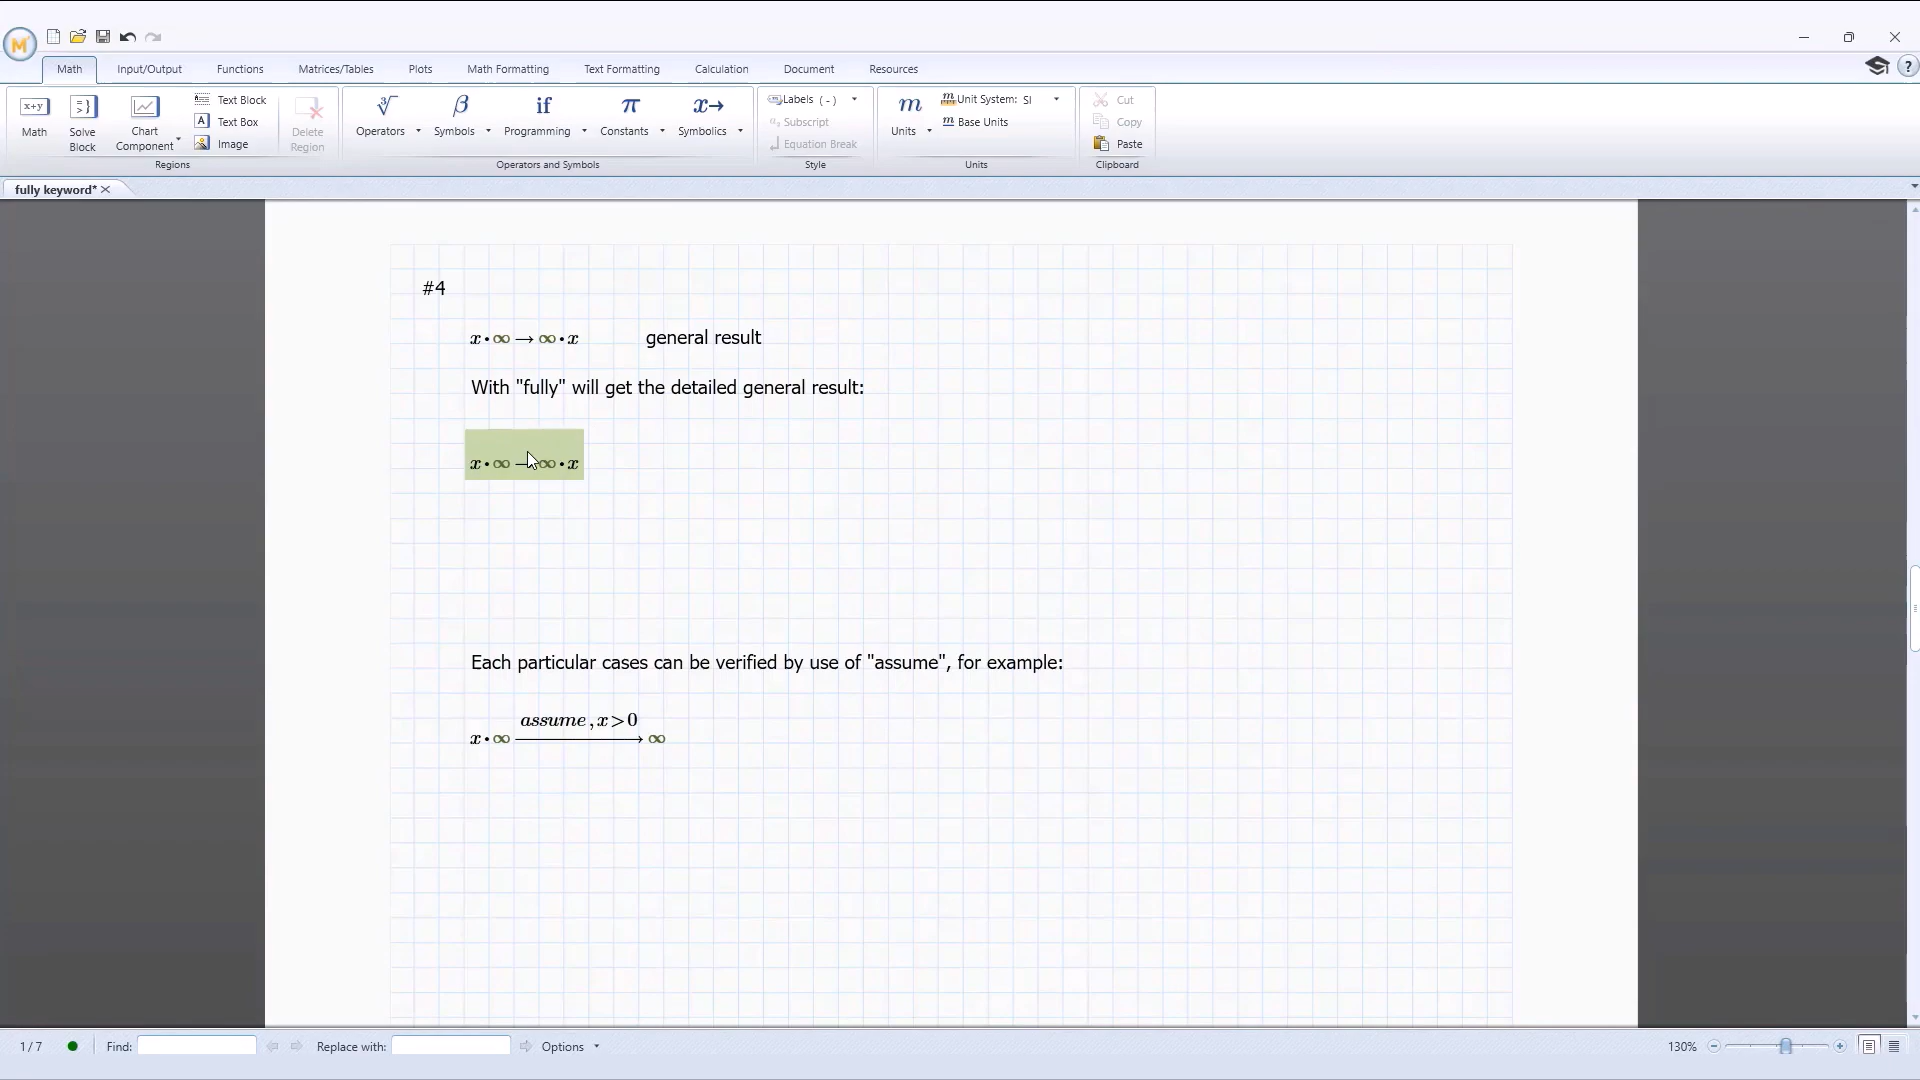 M
Math Input/Output Functions Matrices/Tables Plots Math Formatting Text Formatting Calculation Document Resources
?
x+y Math
Solve Block
Chart Component
Text Block
A Text Box
Image
Delete Region
Regions
Operators
β Symbols
if Programming
π Constants
x→ Symbolics
Operators and Symbols
Labels ( - )
Subscript
Equation Break
Style
m Units
Unit System: SI
m Base Units
Units
Cut
Copy
Paste
Clipboard
fully keyword*
#4
x•∞→∞•x general result
With "fully" will get the detailed general result:
x•∞→∞•x
Each particular cases can be verified by use of "assume", for example:
assume,x>0
x•∞→∞
1/7 Find: Replace with: Options 130%